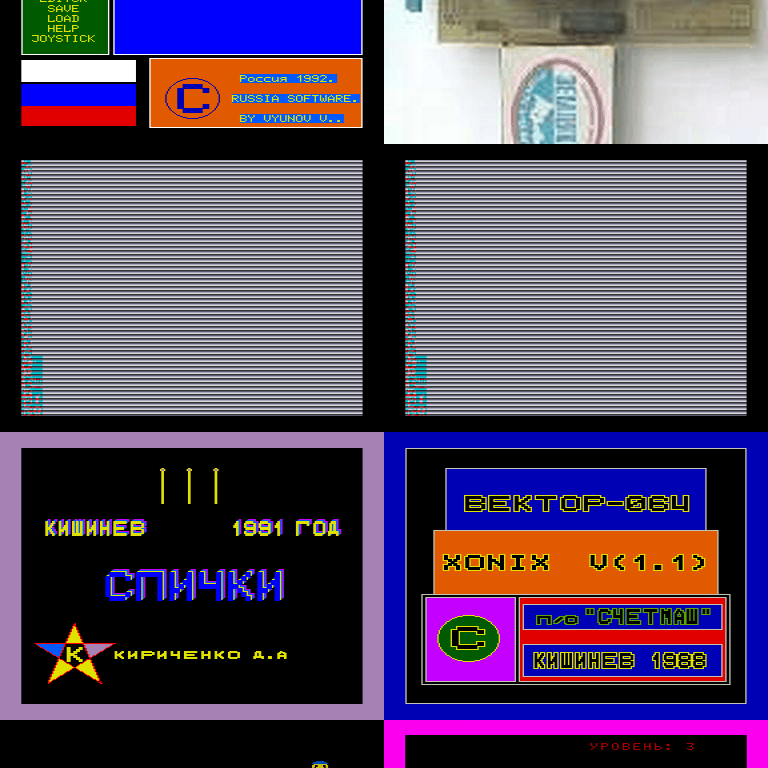 SAVE
LOAD
HELP
JOYSTICK
Россия 1992.
RUSSIA SOFTWARE.
BY VYUNOV V..
C
КИШИНЕВ 1991 ГОД
СПИЧКИ
К
КИРИЧЕНКО Д.А
ВЕКТОР-06Ц
XONIX V(1.1)
C
п/о "СЧЕТМАШ"
КИШИНЕВ 1988
УРОВЕНЬ: 3